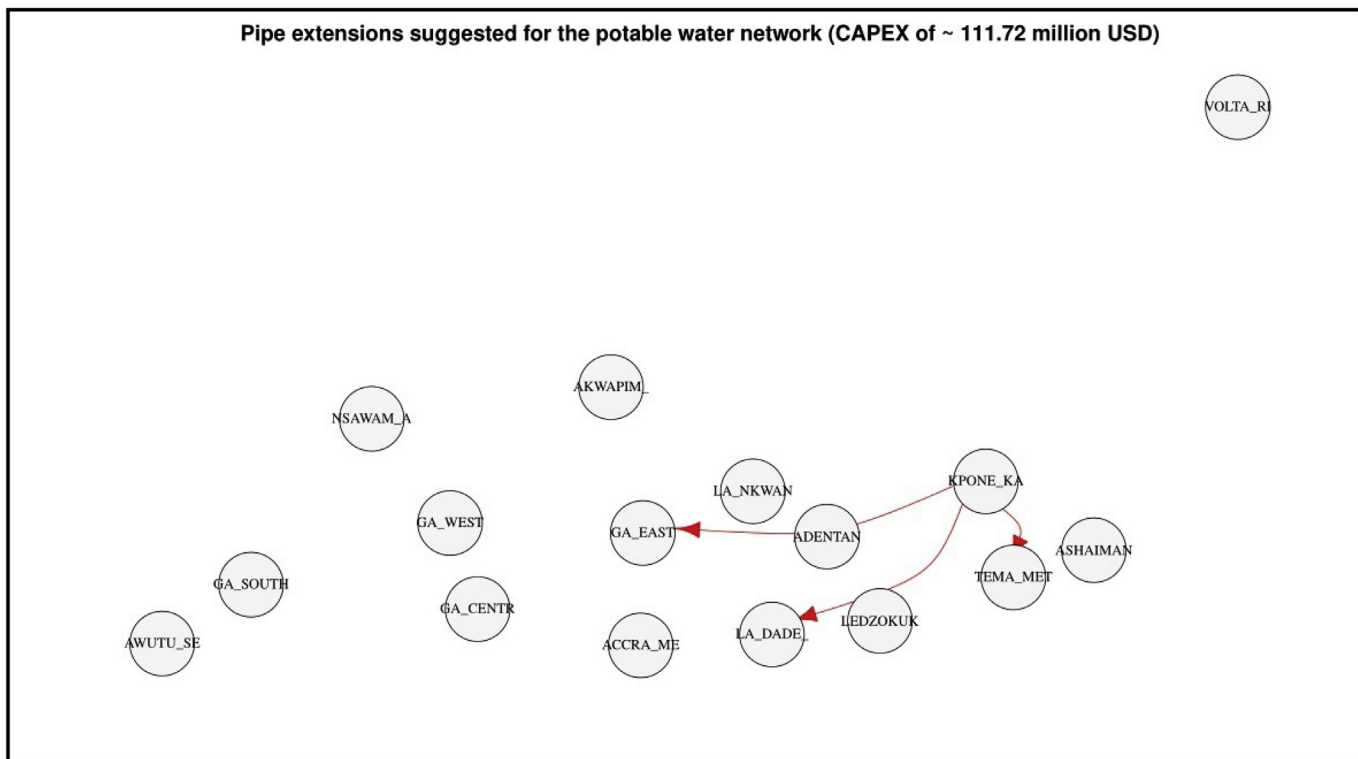 Pipe extensions suggested for the potable water network (CAPEX of ~ 111.72 million USD)
VOLTA_RI
AKWAPIM_
NSAWAM_A
KPONE_KA
LA_NKWAN
GA_WEST
GA_EAST
ADENTAN
ASHAIMAN
TEMA_MET
GA_SOUTH
GA_CENTR
LEDZOKUK
LA_DADE_
AWUTU_SE
ACCRA_ME